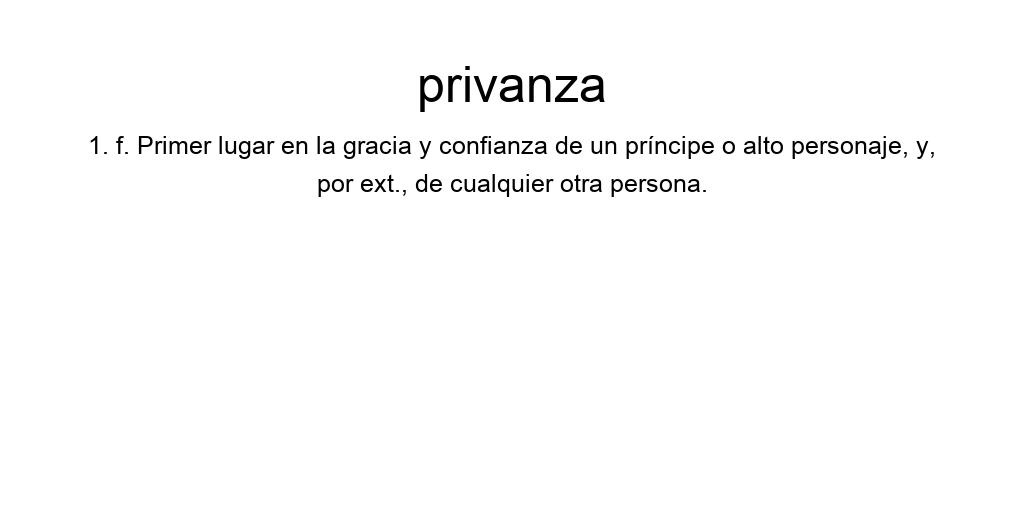 privanza
1. f. Primer lugar en la gracia y confianza de un príncipe o alto personaje, y,
por ext., de cualquier otra persona.